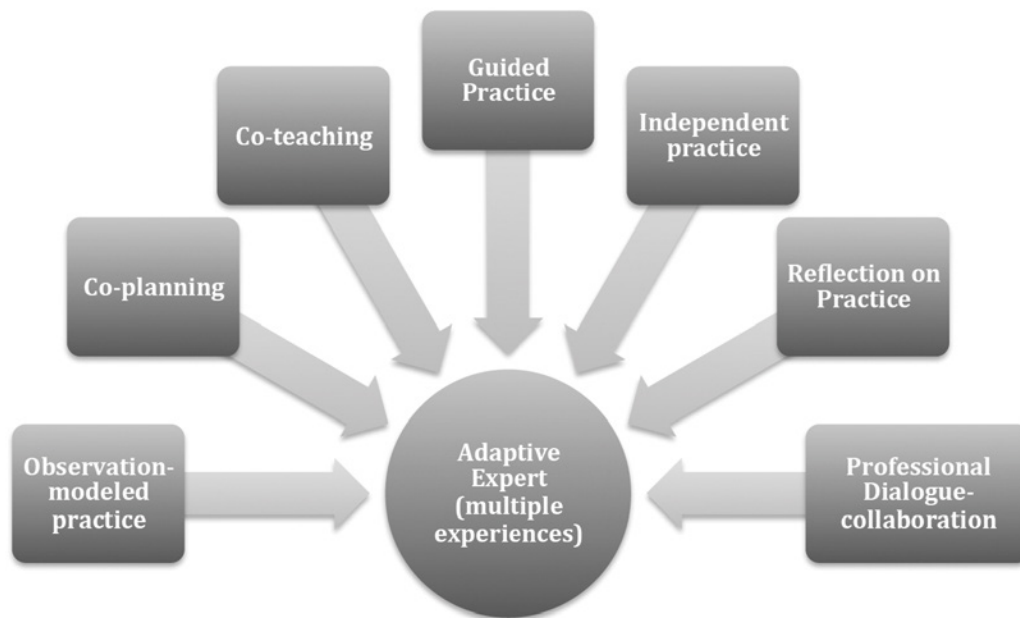 Guided
Practice
Co-teaching
Independent
practice
Co-planning
Reflection on
Practice
Observation-
modeled
practice
Adaptive
Expert
(multiple
experiences)
Professional
Dialogue-
collaboration